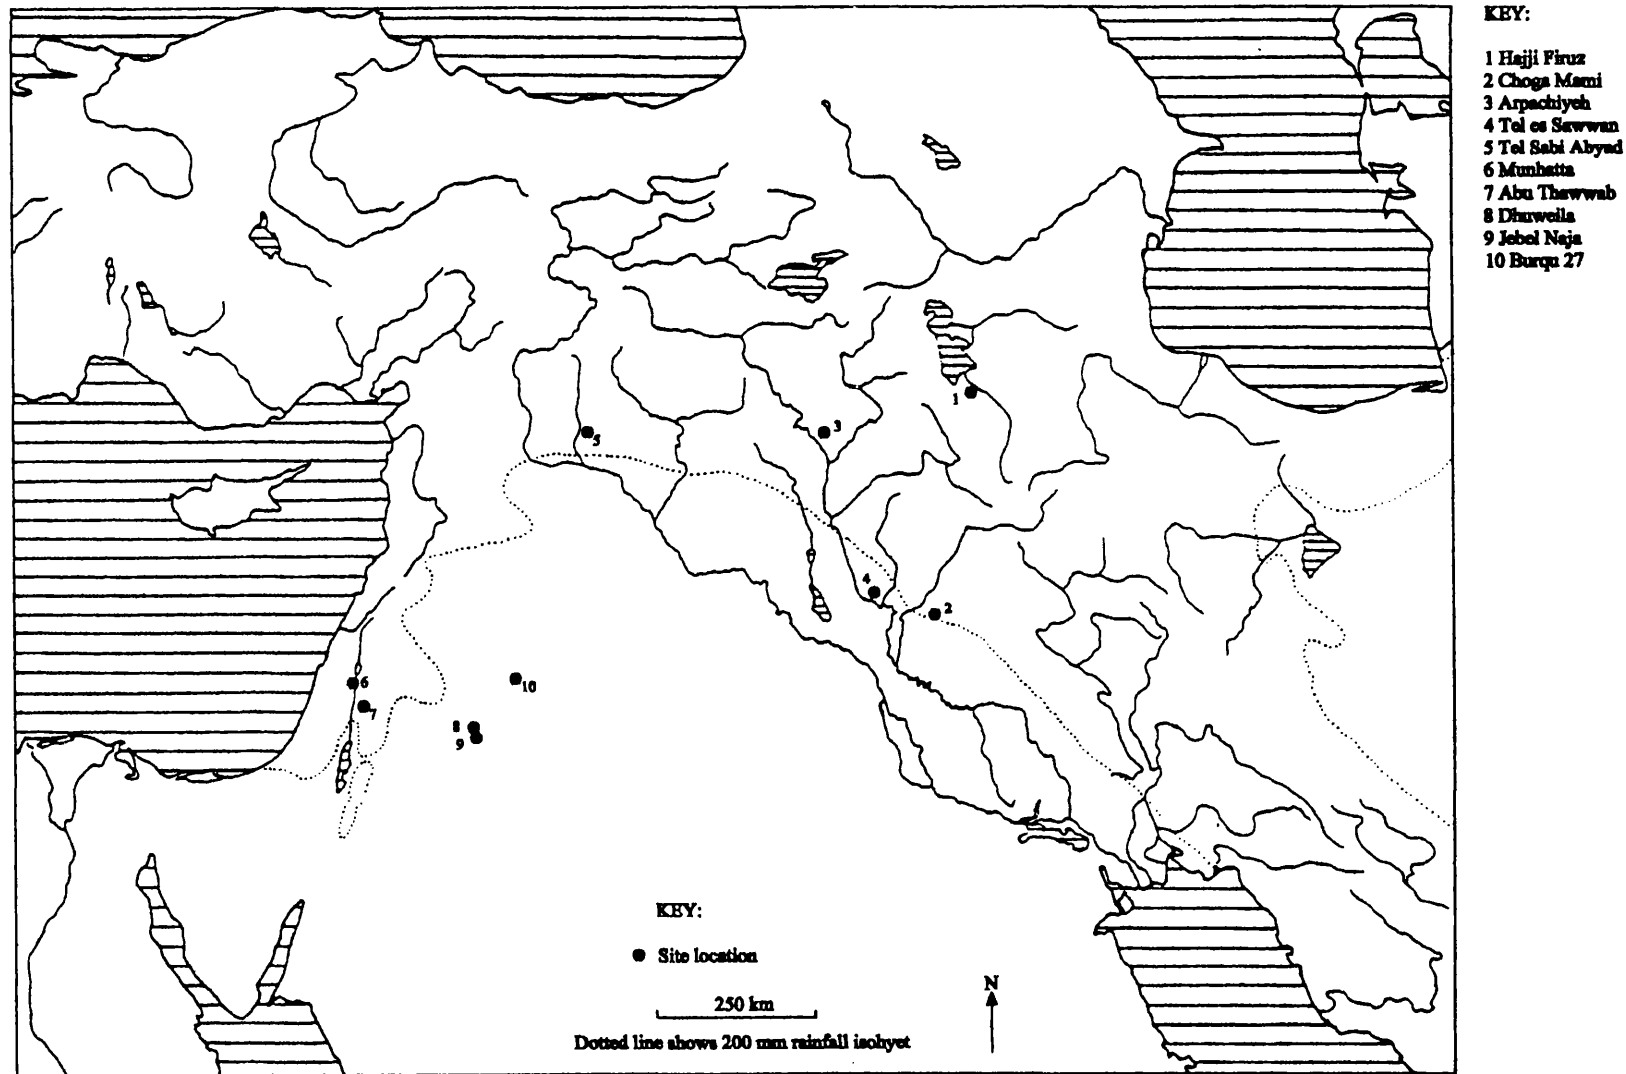 KEY:
1 Hajji Firuz
2 Choga Mami
3 Arpachiyeh
4 Tel es Sawwan
5 Tel Sabi Abyad
6 Munhatta
7 Abu Thawwab
8 Dhuweila
9 Jebel Naja
10 Burqu 27
1
3
5
4
2
6
10
7
8
9
KEY:
Site location
N
250 km
Dotted line shows 200 mm rainfall isohyet